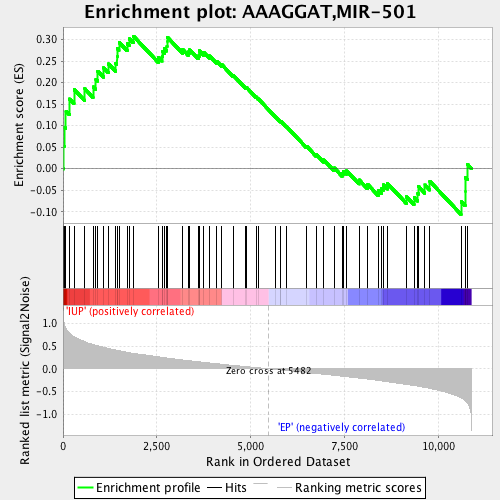 Enrichment plot: AAAGGAT,MIR-501
Enrichment score (ES)
0.30
0.25
0.20
0.15
0.10
0.05
0.00
-0.05
-0.10
Ranked list metric (Signal2Noise)
1.0
0.5
0.0
-0.5
-1.0
'IUP' (positively correlated)
Zero cross at 5482
'EP' (negatively correlated)
0 2,500 5,000 7,500 10,000
Rank in Ordered Dataset
Enrichment profile Hits Ranking metric scores